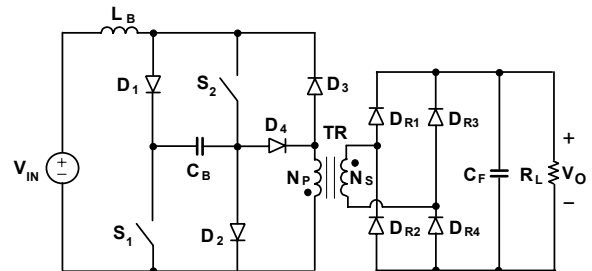 L_B
D_1
S_2
D_3
D_4
TR
C_B
V_IN
+
−
N_P
N_S
S_1
D_2
D_R1
D_R3
D_R2
D_R4
C_F
R_L
+
V_O
−